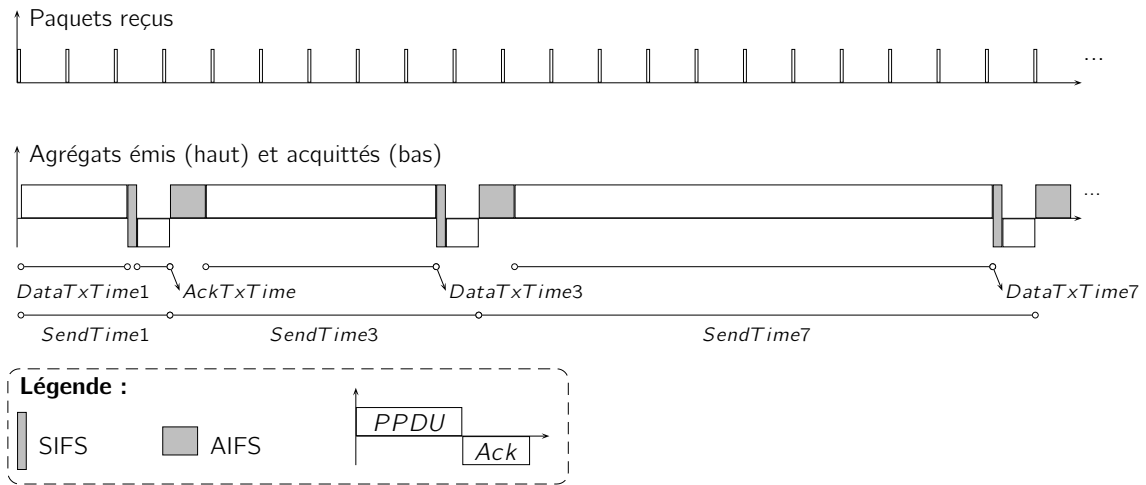 Paquets reçus
...
Agrégats émis (haut) et acquittés (bas)
...
DataTxTime1 AckTxTime DataTxTime3 DataTxTime7
SendTime1 SendTime3 SendTime7
Légende :
SIFS AIFS PPDU Ack